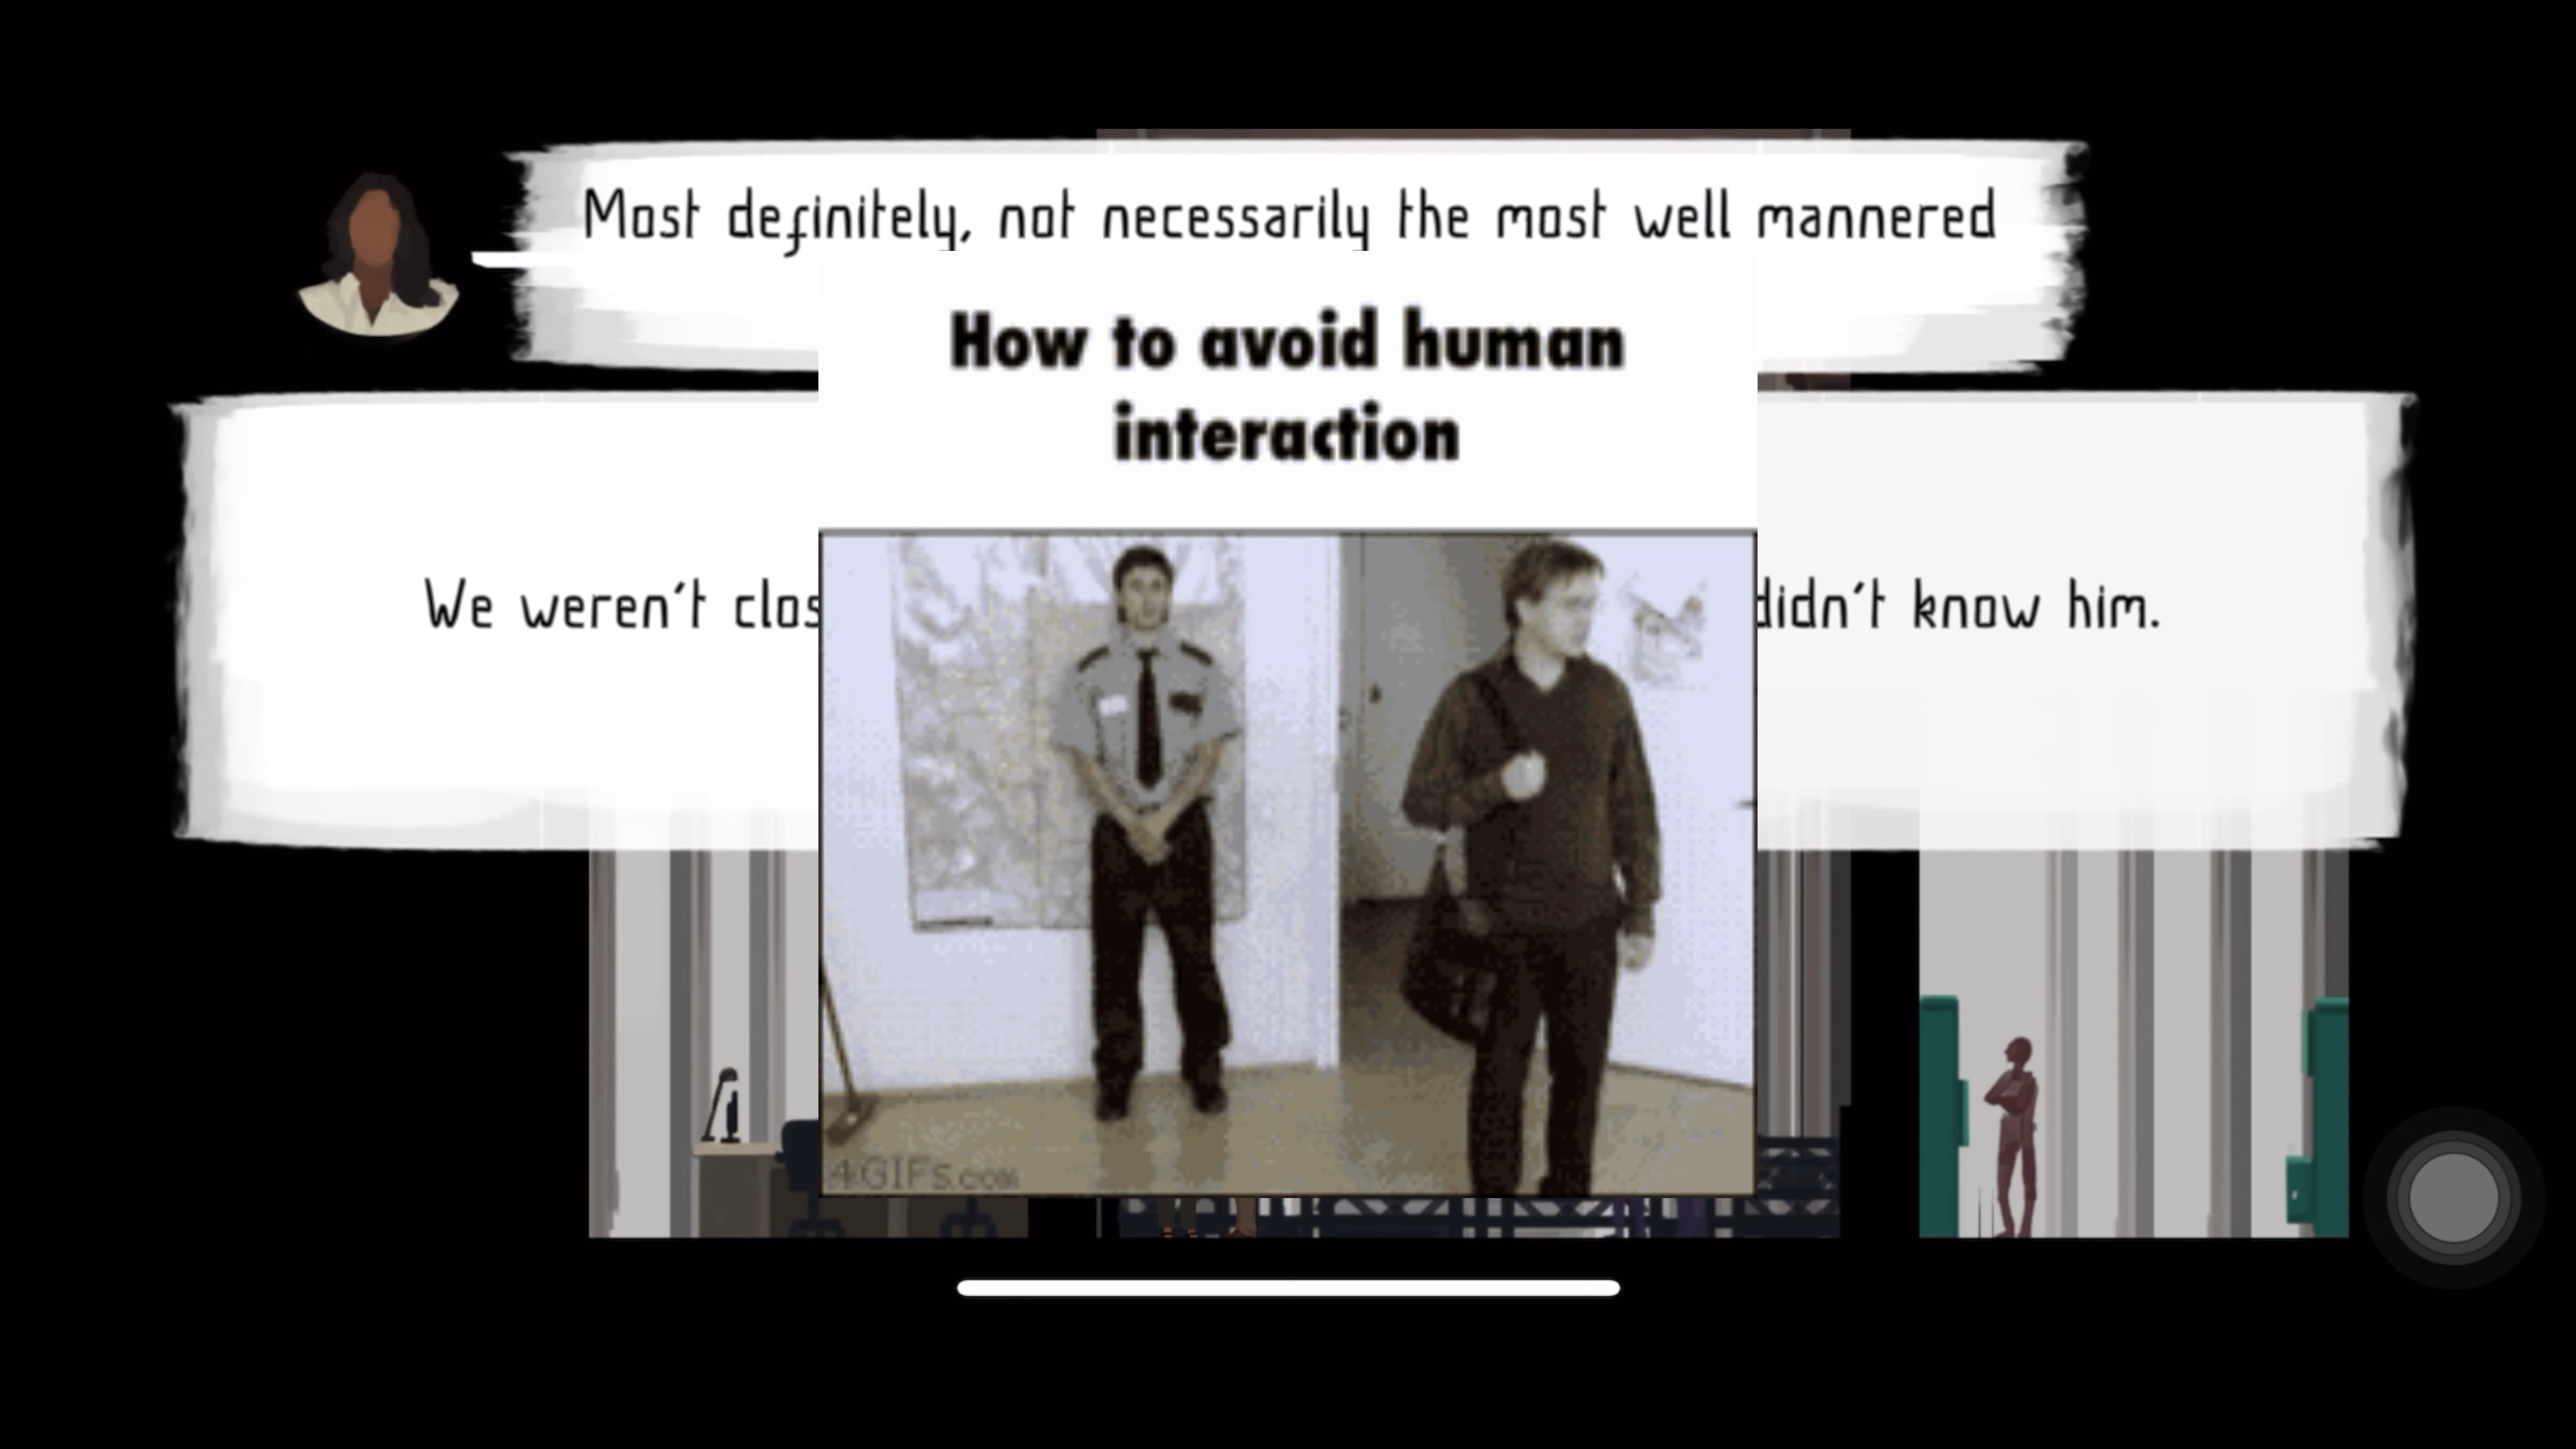 Most definitely, not necessarily the most well mannered
How to avoid human
interaction
We weren't clos
didn't know him.
4GIFs.com